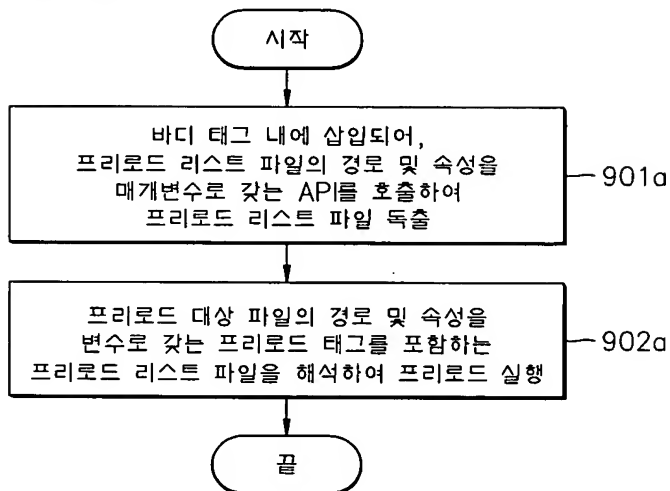 시작
바디 태그 내에 삽입되어,
프리로드 리스트 파일의 경로 및 속성을
매개변수로 갖는 API를 호출하여
프리로드 리스트 파일 독출
901a
프리로드 대상 파일의 경로 및 속성을
변수로 갖는 프리로드 태그를 포함하는
프리로드 리스트 파일을 해석하여 프리로드 실행
902a
끝